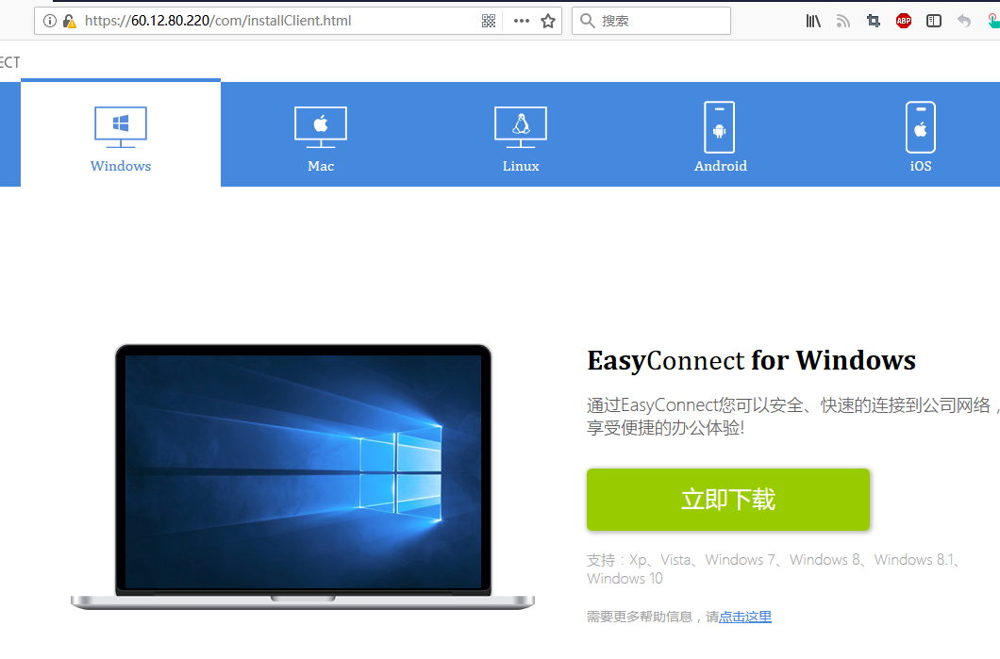 https://60.12.80.220/com/installClient.html
搜索
ABP
ECT
Windows
Mac
Linux
Android
iOS
EasyConnect for Windows
通过EasyConnect您可以安全、快速的连接到公司网络，
享受便捷的办公体验!
立即下载
支持：Xp、Vista、Windows 7、Windows 8、Windows 8.1、
Windows 10
需要更多帮助信息，请点击这里